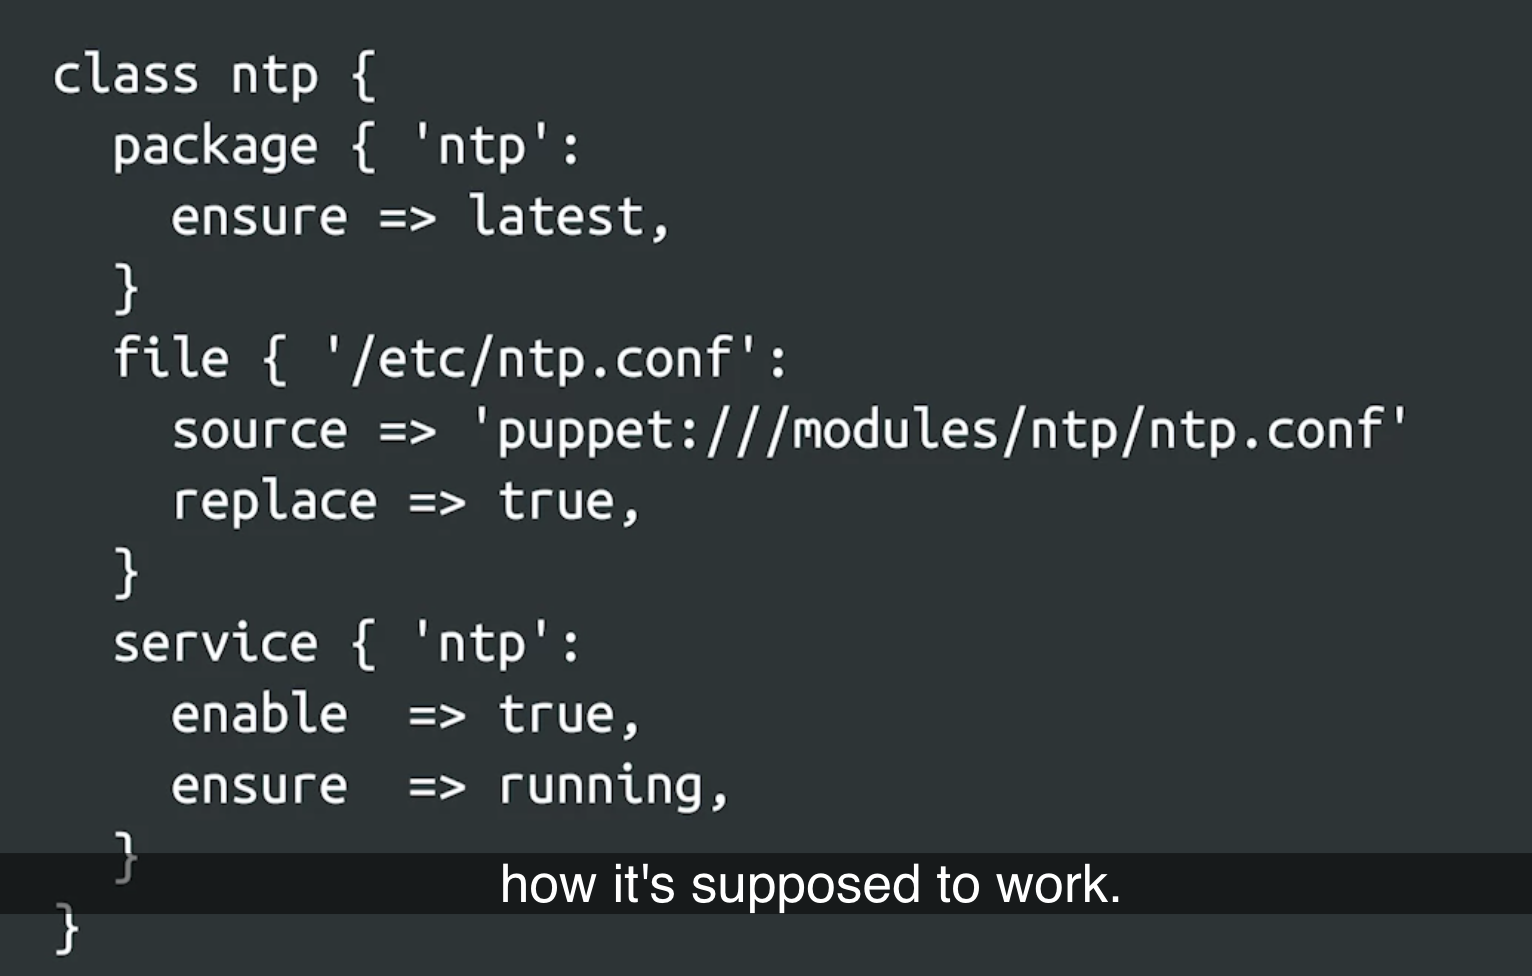 class ntp {
  package { 'ntp':
    ensure => latest,
  }
  file { '/etc/ntp.conf':
    source => 'puppet:///modules/ntp/ntp.conf'
    replace => true,
  }
  service { 'ntp':
    enable  => true,
    ensure  => running,
  }
how it's supposed to work.
}